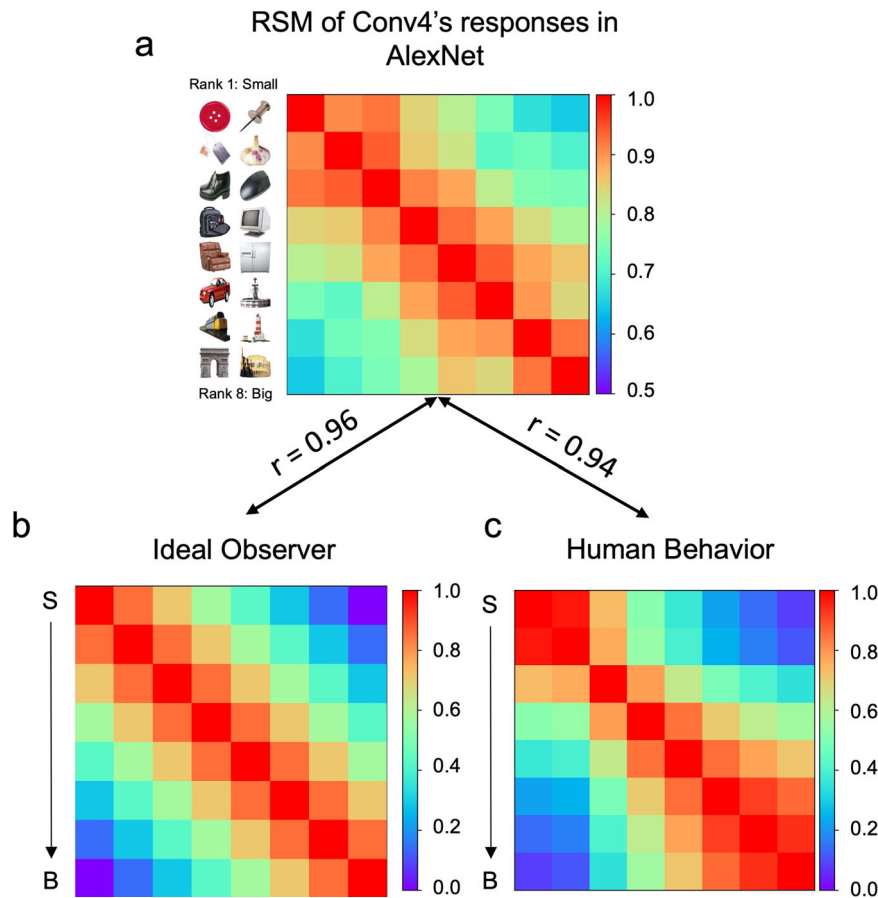 RSM of Conv4's responses in
AlexNet
a
Rank 1: Small
Rank 8: Big
1.0
0.9
0.8
0.7
0.6
0.5
r = 0.96
r = 0.94
b
Ideal Observer
S
B
1.0
0.8
0.6
0.4
0.2
0.0
c
Human Behavior
S
B
1.0
0.8
0.6
0.4
0.2
0.0